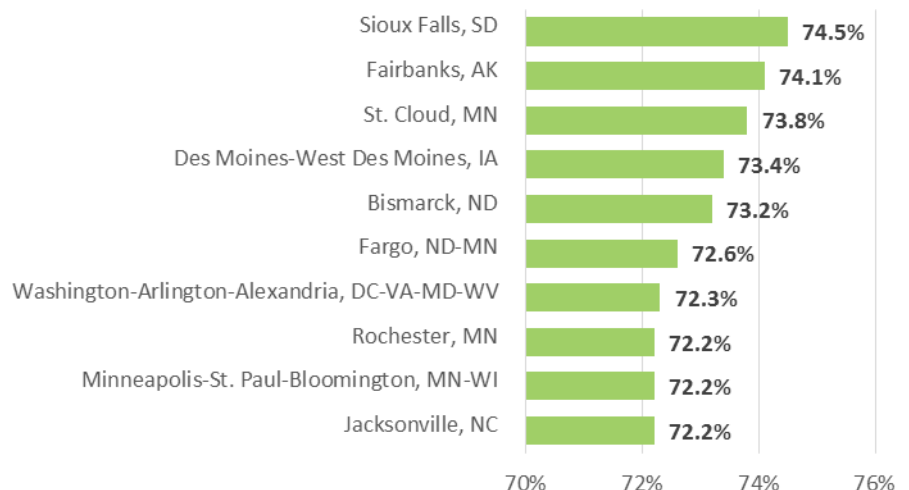 Sioux Falls, SD 74.5%
Fairbanks, AK 74.1%
St. Cloud, MN 73.8%
Des Moines-West Des Moines, IA 73.4%
Bismarck, ND 73.2%
Fargo, ND-MN 72.6%
Washington-Arlington-Alexandria, DC-VA-MD-WV 72.3%
Rochester, MN 72.2%
Minneapolis-St. Paul-Bloomington, MN-WI 72.2%
Jacksonville, NC 72.2%
70% 72% 74% 76%